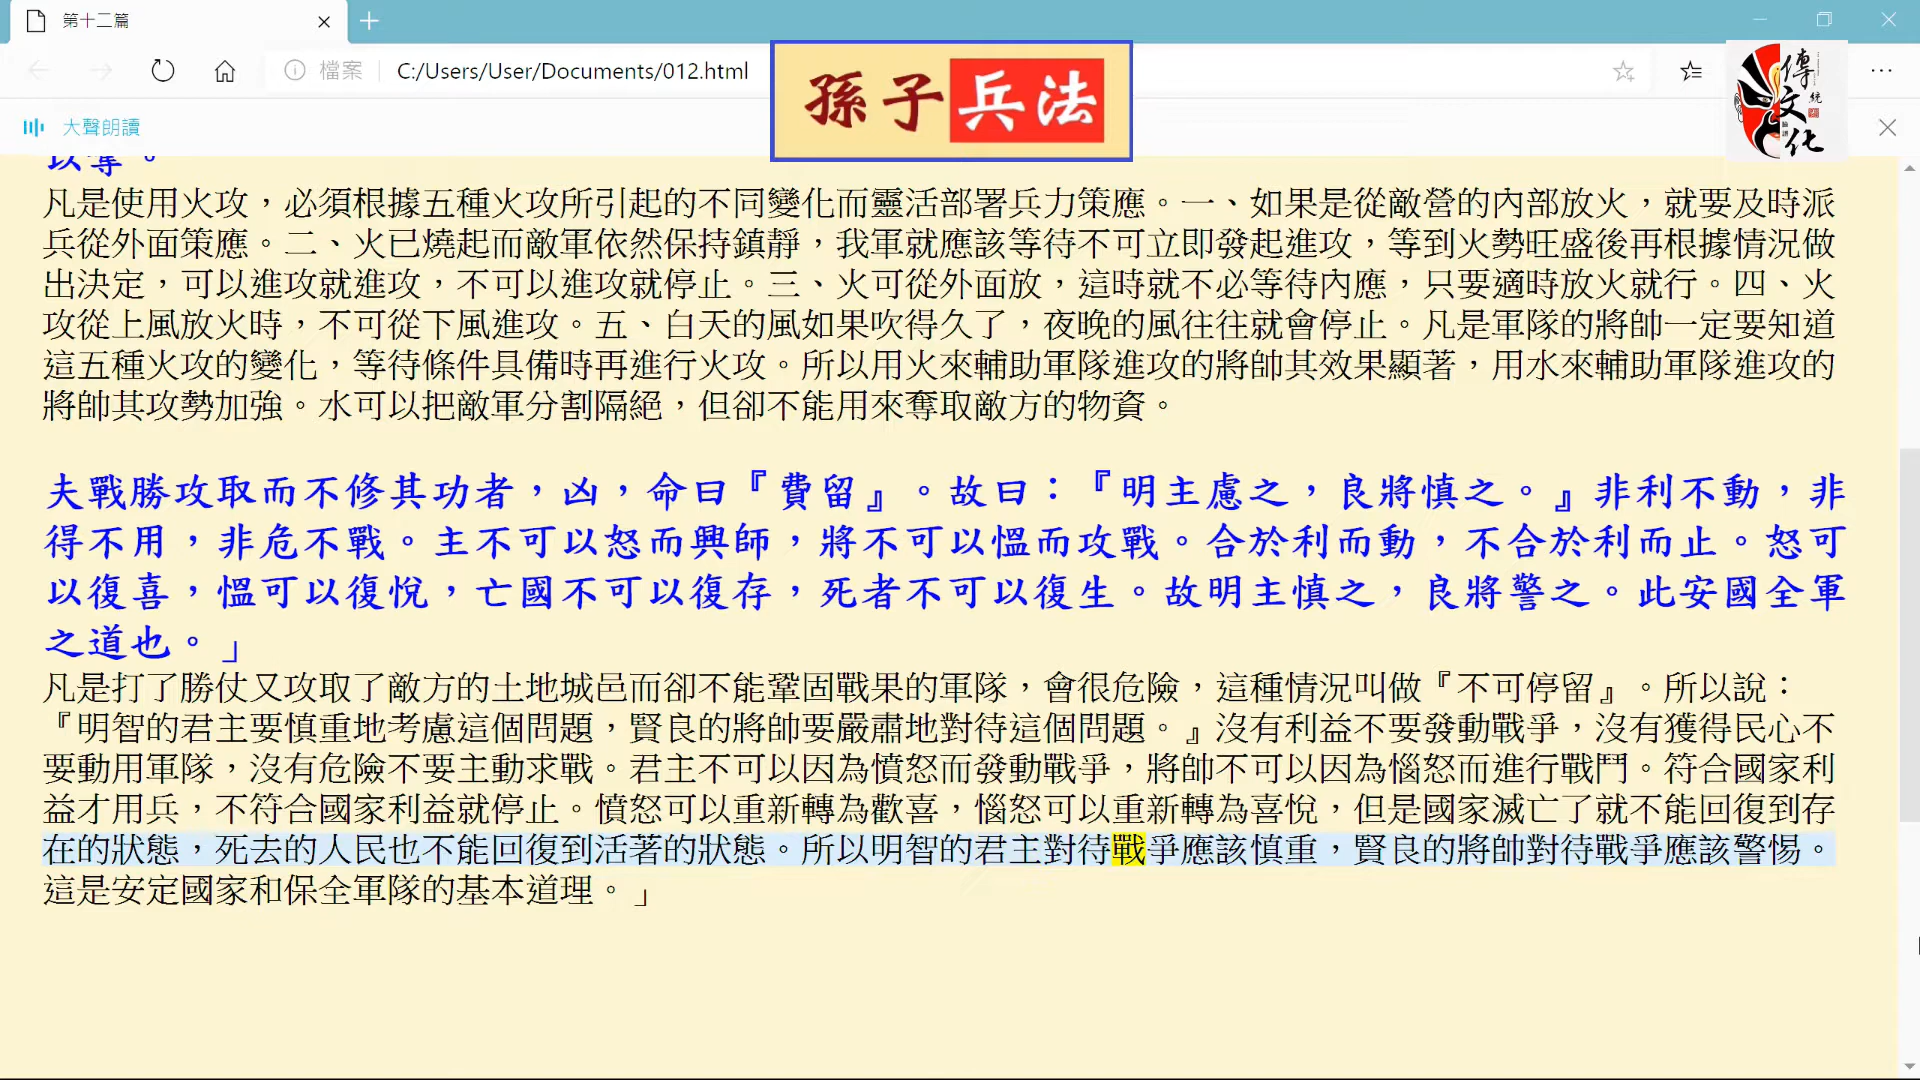 第十二篇
檔案 C:/Users/User/Documents/012.html
孫子兵法
傳統文化
大聲朗讀
以奪。
凡是使用火攻，必須根據五種火攻所引起的不同變化而靈活部署兵力策應。一、如果是從敵營的內部放火，就要及時派
兵從外面策應。二、火已燒起而敵軍依然保持鎮靜，我軍就應該等待不可立即發起進攻，等到火勢旺盛後再根據情況做
出決定，可以進攻就進攻，不可以進攻就停止。三、火可從外面放，這時就不必等待內應，只要適時放火就行。四、火
攻從上風放火時，不可從下風進攻。五、白天的風如果吹得久了，夜晚的風往往就會停止。凡是軍隊的將帥一定要知道
這五種火攻的變化，等待條件具備時再進行火攻。所以用火來輔助軍隊進攻的將帥其效果顯著，用水來輔助軍隊進攻的
將帥其攻勢加強。水可以把敵軍分割隔絕，但卻不能用來奪取敵方的物資。
夫戰勝攻取而不修其功者，凶，命曰『費留』。故曰：『明主慮之，良將慎之。』非利不動，非
得不用，非危不戰。主不可以怒而興師，將不可以慍而攻戰。合於利而動，不合於利而止。怒可
以復喜，慍可以復悅，亡國不可以復存，死者不可以復生。故明主慎之，良將警之。此安國全軍
之道也。」
凡是打了勝仗又攻取了敵方的土地城邑而卻不能鞏固戰果的軍隊，會很危險，這種情況叫做『不可停留』。所以說：
『明智的君主要慎重地考慮這個問題，賢良的將帥要嚴肅地對待這個問題。』沒有利益不要發動戰爭，沒有獲得民心不
要動用軍隊，沒有危險不要主動求戰。君主不可以因為憤怒而發動戰爭，將帥不可以因為惱怒而進行戰鬥。符合國家利
益才用兵，不符合國家利益就停止。憤怒可以重新轉為歡喜，惱怒可以重新轉為喜悅，但是國家滅亡了就不能回復到存
在的狀態，死去的人民也不能回復到活著的狀態。所以明智的君主對待戰爭應該慎重，賢良的將帥對待戰爭應該警惕。
這是安定國家和保全軍隊的基本道理。」